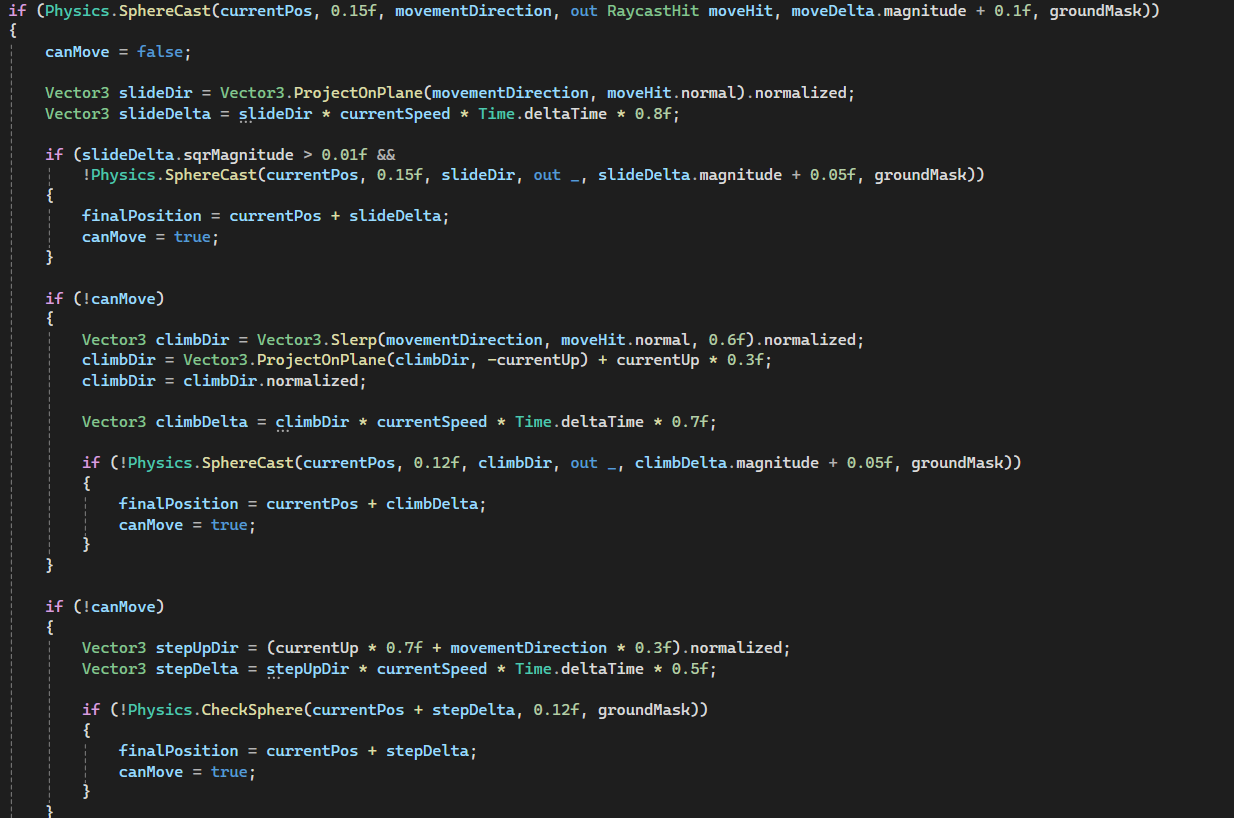 if (Physics.SphereCast(currentPos, 0.15f, movementDirection, out RaycastHit moveHit, moveDelta.magnitude + 0.1f, groundMask))
{
    canMove = false;

    Vector3 slideDir = Vector3.ProjectOnPlane(movementDirection, moveHit.normal).normalized;
    Vector3 slideDelta = slideDir * currentSpeed * Time.deltaTime * 0.8f;

    if (slideDelta.sqrMagnitude > 0.01f &&
        !Physics.SphereCast(currentPos, 0.15f, slideDir, out _, slideDelta.magnitude + 0.05f, groundMask))
    {
        finalPosition = currentPos + slideDelta;
        canMove = true;
    }

    if (!canMove)
    {
        Vector3 climbDir = Vector3.Slerp(movementDirection, moveHit.normal, 0.6f).normalized;
        climbDir = Vector3.ProjectOnPlane(climbDir, -currentUp) + currentUp * 0.3f;
        climbDir = climbDir.normalized;

        Vector3 climbDelta = climbDir * currentSpeed * Time.deltaTime * 0.7f;

        if (!Physics.SphereCast(currentPos, 0.12f, climbDir, out _, climbDelta.magnitude + 0.05f, groundMask))
        {
            finalPosition = currentPos + climbDelta;
            canMove = true;
        }
    }

    if (!canMove)
    {
        Vector3 stepUpDir = (currentUp * 0.7f + movementDirection * 0.3f).normalized;
        Vector3 stepDelta = stepUpDir * currentSpeed * Time.deltaTime * 0.5f;

        if (!Physics.CheckSphere(currentPos + stepDelta, 0.12f, groundMask))
        {
            finalPosition = currentPos + stepDelta;
            canMove = true;
        }
    }